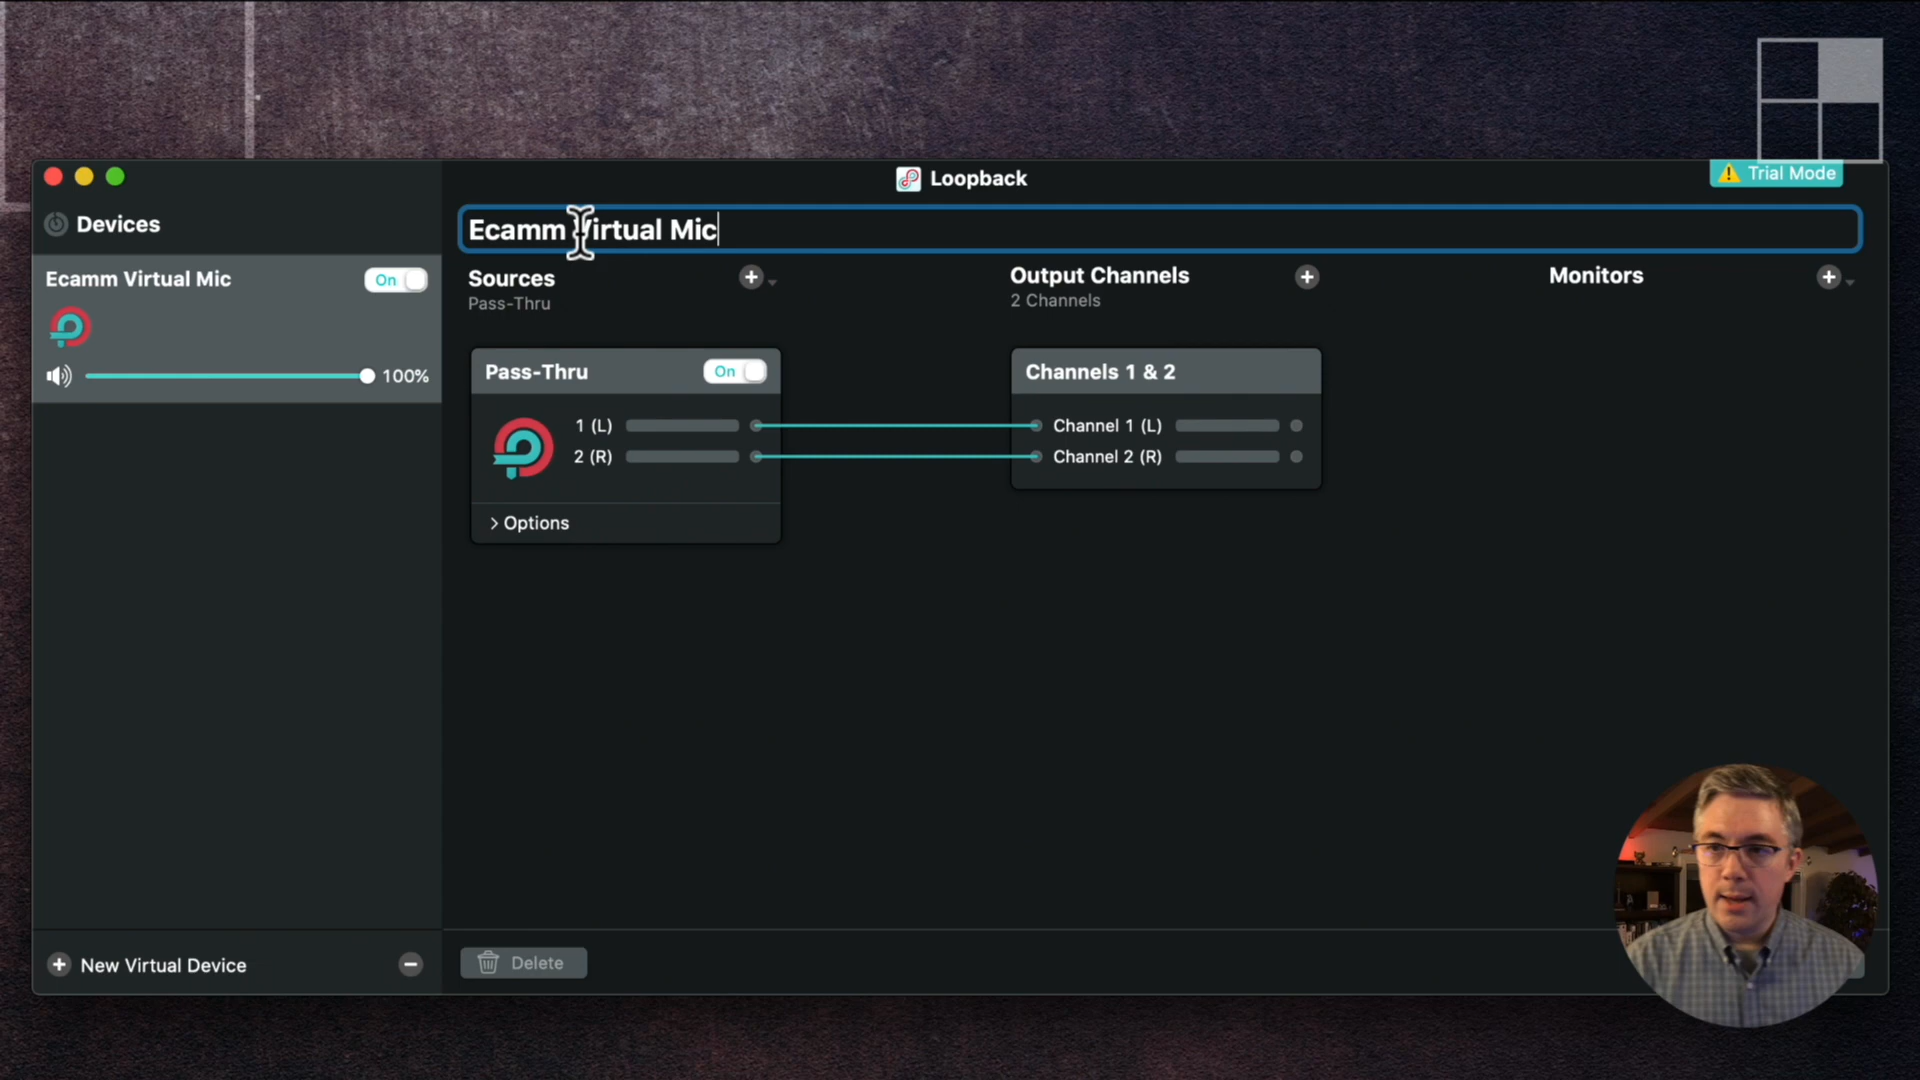 Loopback
Trial Mode
Devices
Ecamm Virtual Mic
Ecamm Virtual Mic
On
100%
Sources
Pass-Thru
Output Channels
2 Channels
Monitors
Pass-Thru
On
1 (L)
2 (R)
Options
Channels 1 & 2
Channel 1 (L)
Channel 2 (R)
New Virtual Device
Delete